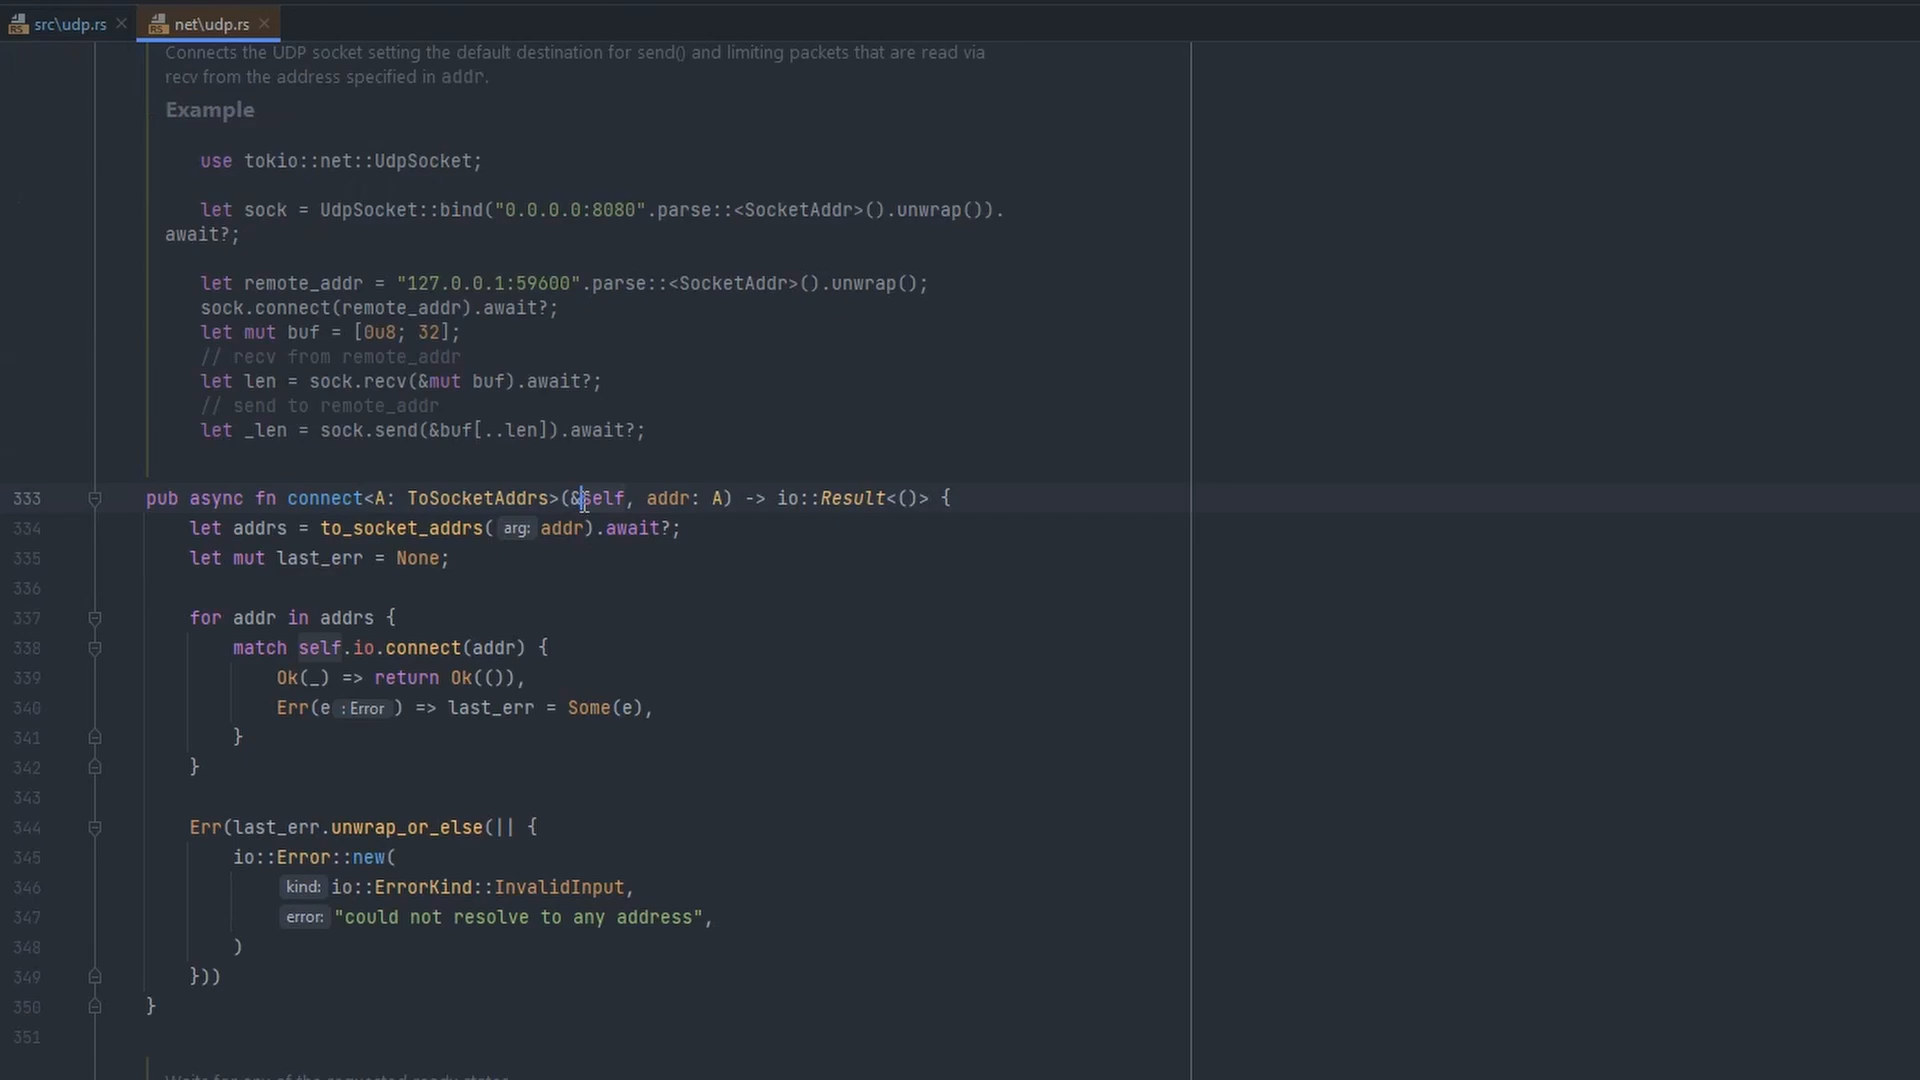 src\udp.rs
net\udp.rs
Connects the UDP socket setting the default destination for send() and limiting packets that are read via
recv from the address specified in addr.
Example
use tokio::net::UdpSocket;
let sock = UdpSocket::bind("0.0.0.0:8080".parse::<SocketAddr>().unwrap()).
await?;
let remote_addr = "127.0.0.1:59600".parse::<SocketAddr>().unwrap();
sock.connect(remote_addr).await?;
let mut buf = [0u8; 32];
// recv from remote_addr
let len = sock.recv(&mut buf).await?;
// send to remote_addr
let _len = sock.send(&buf[..len]).await?;
333 pub async fn connect<A: ToSocketAddrs>(&self, addr: A) -> io::Result<()> {
334 let addrs = to_socket_addrs( arg: addr).await?;
335 let mut last_err = None;
336
337 for addr in addrs {
338 match self.io.connect(addr) {
339 Ok(_) => return Ok(()),
340 Err(e : Error ) => last_err = Some(e),
341 }
342 }
343
344 Err(last_err.unwrap_or_else(|| {
345 io::Error::new(
346 kind: io::ErrorKind::InvalidInput,
347 error: "could not resolve to any address",
348 )
349 }))
350 }
351
Wait for any of the requested ready states